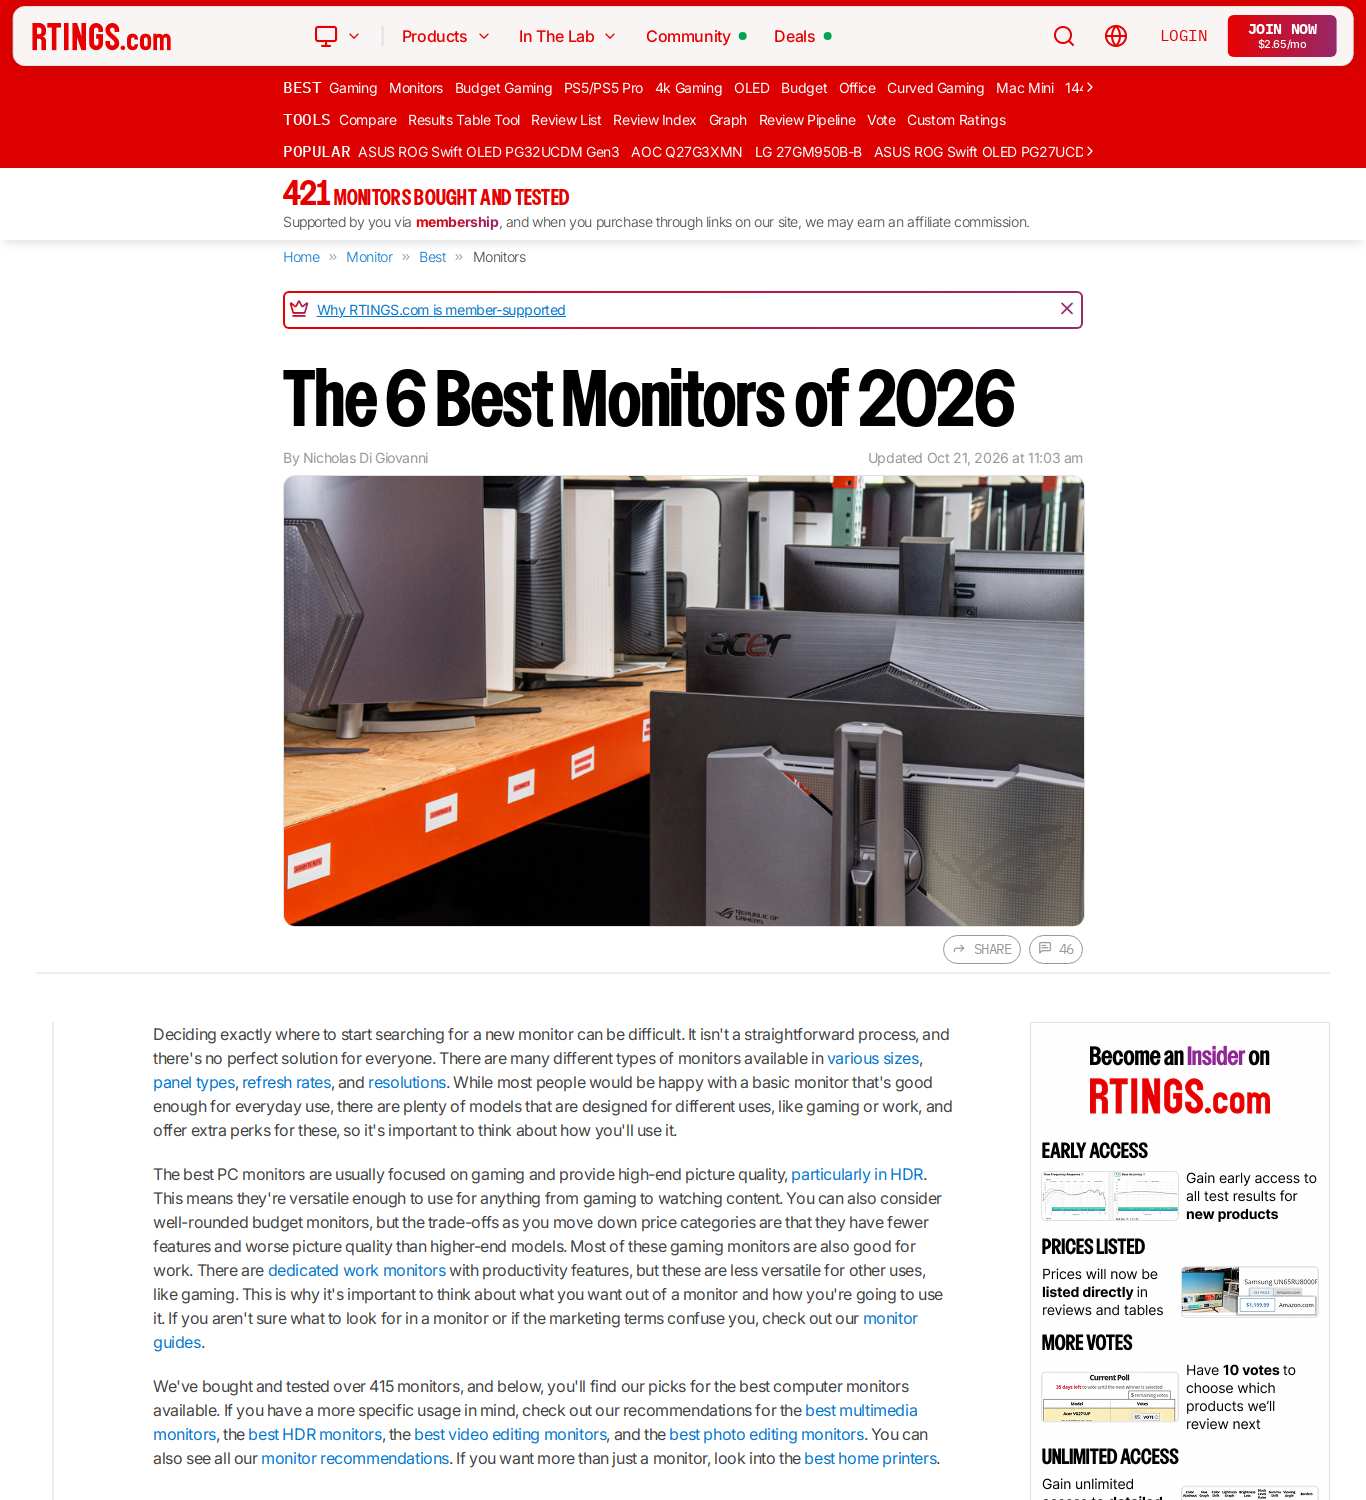 RTINGS.com
Products
In The Lab
Community
Deals
LOGIN
JOIN NOW
$2.65/mo
BEST Gaming Monitors Budget Gaming PS5/PS5 Pro 4k Gaming OLED Budget Office Curved Gaming Mac Mini 144
TOOLS Compare Results Table Tool Review List Review Index Graph Review Pipeline Vote Custom Ratings
POPULAR ASUS ROG Swift OLED PG32UCDM Gen3 AOC Q27G3XMN LG 27GM950B-B ASUS ROG Swift OLED PG27UCD
421 MONITORS BOUGHT AND TESTED
Supported by you via membership, and when you purchase through links on our site, we may earn an affiliate commission.
Home » Monitor » Best » Monitors
Why RTINGS.com is member-supported
The 6 Best Monitors of 2026
By Nicholas Di Giovanni
Updated Oct 21, 2026 at 11:03 am
acer
REPUBLIC OF
GAMERS
SHARE
46
Deciding exactly where to start searching for a new monitor can be difficult. It isn't a straightforward process, and
there's no perfect solution for everyone. There are many different types of monitors available in various sizes,
panel types, refresh rates, and resolutions. While most people would be happy with a basic monitor that's good
enough for everyday use, there are plenty of models that are designed for different uses, like gaming or work, and
offer extra perks for these, so it's important to think about how you'll use it.
The best PC monitors are usually focused on gaming and provide high-end picture quality, particularly in HDR.
This means they're versatile enough to use for anything from gaming to watching content. You can also consider
well-rounded budget monitors, but the trade-offs as you move down price categories are that they have fewer
features and worse picture quality than higher-end models. Most of these gaming monitors are also good for
work. There are dedicated work monitors with productivity features, but these are less versatile for other uses,
like gaming. This is why it's important to think about what you want out of a monitor and how you're going to use
it. If you aren't sure what to look for in a monitor or if the marketing terms confuse you, check out our monitor
guides.
We've bought and tested over 415 monitors, and below, you'll find our picks for the best computer monitors
available. If you have a more specific usage in mind, check out our recommendations for the best multimedia
monitors, the best HDR monitors, the best video editing monitors, and the best photo editing monitors. You can
also see all our monitor recommendations. If you want more than just a monitor, look into the best home printers.
Become an Insider on
RTINGS.com
EARLY ACCESS
Gain early access to
all test results for
new products
PRICES LISTED
Prices will now be
listed directly in
reviews and tables
Samsung UN65RU8000F
$1,199.99 Amazon.com
MORE VOTES
Current Poll
Model Votes
Acer VG271UP
VOTE
Have 10 votes to
choose which
products we'll
review next
UNLIMITED ACCESS
Gain unlimited
access to detailed